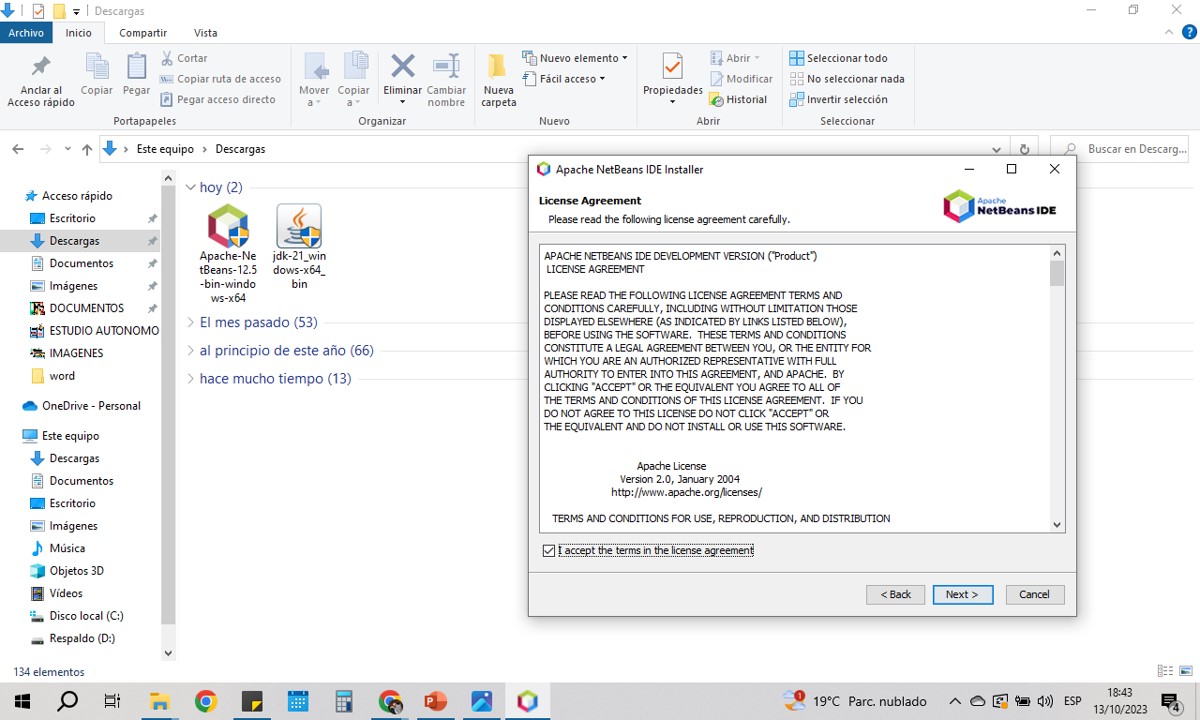 Descargas
Archivo
Inicio
Compartir
Vista
Anclar al
Acceso rápido
Copiar
Pegar
Cortar
Copiar ruta de acceso
Pegar acceso directo
Portapapeles
Mover
a
Copiar
a
Eliminar
Cambiar
nombre
Organizar
Nueva
carpeta
Nuevo elemento
Fácil acceso
Nuevo
Propiedades
Abrir
Modificar
Historial
Abrir
Seleccionar todo
No seleccionar nada
Invertir selección
Seleccionar
Este equipo > Descargas
Buscar en Descarg...
Acceso rápido
Escritorio
Descargas
Documentos
Imágenes
DOCUMENTOS
ESTUDIO AUTONOMO
IMAGENES
word
OneDrive - Personal
Este equipo
Descargas
Documentos
Escritorio
Imágenes
Música
Objetos 3D
Vídeos
Disco local (C:)
Respaldo (D:)
134 elementos
hoy (2)
Apache-Ne
tBeans-12.5
-bin-windo
ws-x64
jdk-21_win
dows-x64_
bin
El mes pasado (53)
al principio de este año (66)
hace mucho tiempo (13)
Apache NetBeans IDE Installer
License Agreement
Please read the following license agreement carefully.
Apache
NetBeans IDE
APACHE NETBEANS IDE DEVELOPMENT VERSION ("Product")
LICENSE AGREEMENT
PLEASE READ THE FOLLOWING LICENSE AGREEMENT TERMS AND
CONDITIONS CAREFULLY, INCLUDING WITHOUT LIMITATION THOSE
DISPLAYED ELSEWHERE (AS INDICATED BY LINKS LISTED BELOW),
BEFORE USING THE SOFTWARE. THESE TERMS AND CONDITIONS
CONSTITUTE A LEGAL AGREEMENT BETWEEN YOU, OR THE ENTITY FOR
WHICH YOU ARE AN AUTHORIZED REPRESENTATIVE WITH FULL
AUTHORITY TO ENTER INTO THIS AGREEMENT, AND APACHE. BY
CLICKING "ACCEPT" OR THE EQUIVALENT YOU AGREE TO ALL OF
THE TERMS AND CONDITIONS OF THIS LICENSE AGREEMENT. IF YOU
DO NOT AGREE TO THIS LICENSE DO NOT CLICK "ACCEPT" OR
THE EQUIVALENT AND DO NOT INSTALL OR USE THIS SOFTWARE.
Apache License
Version 2.0, January 2004
http://www.apache.org/licenses/
TERMS AND CONDITIONS FOR USE, REPRODUCTION, AND DISTRIBUTION
I accept the terms in the license agreement
< Back
Next >
Cancel
1
19°C Parc. nublado
ESP
18:43
13/10/2023
4